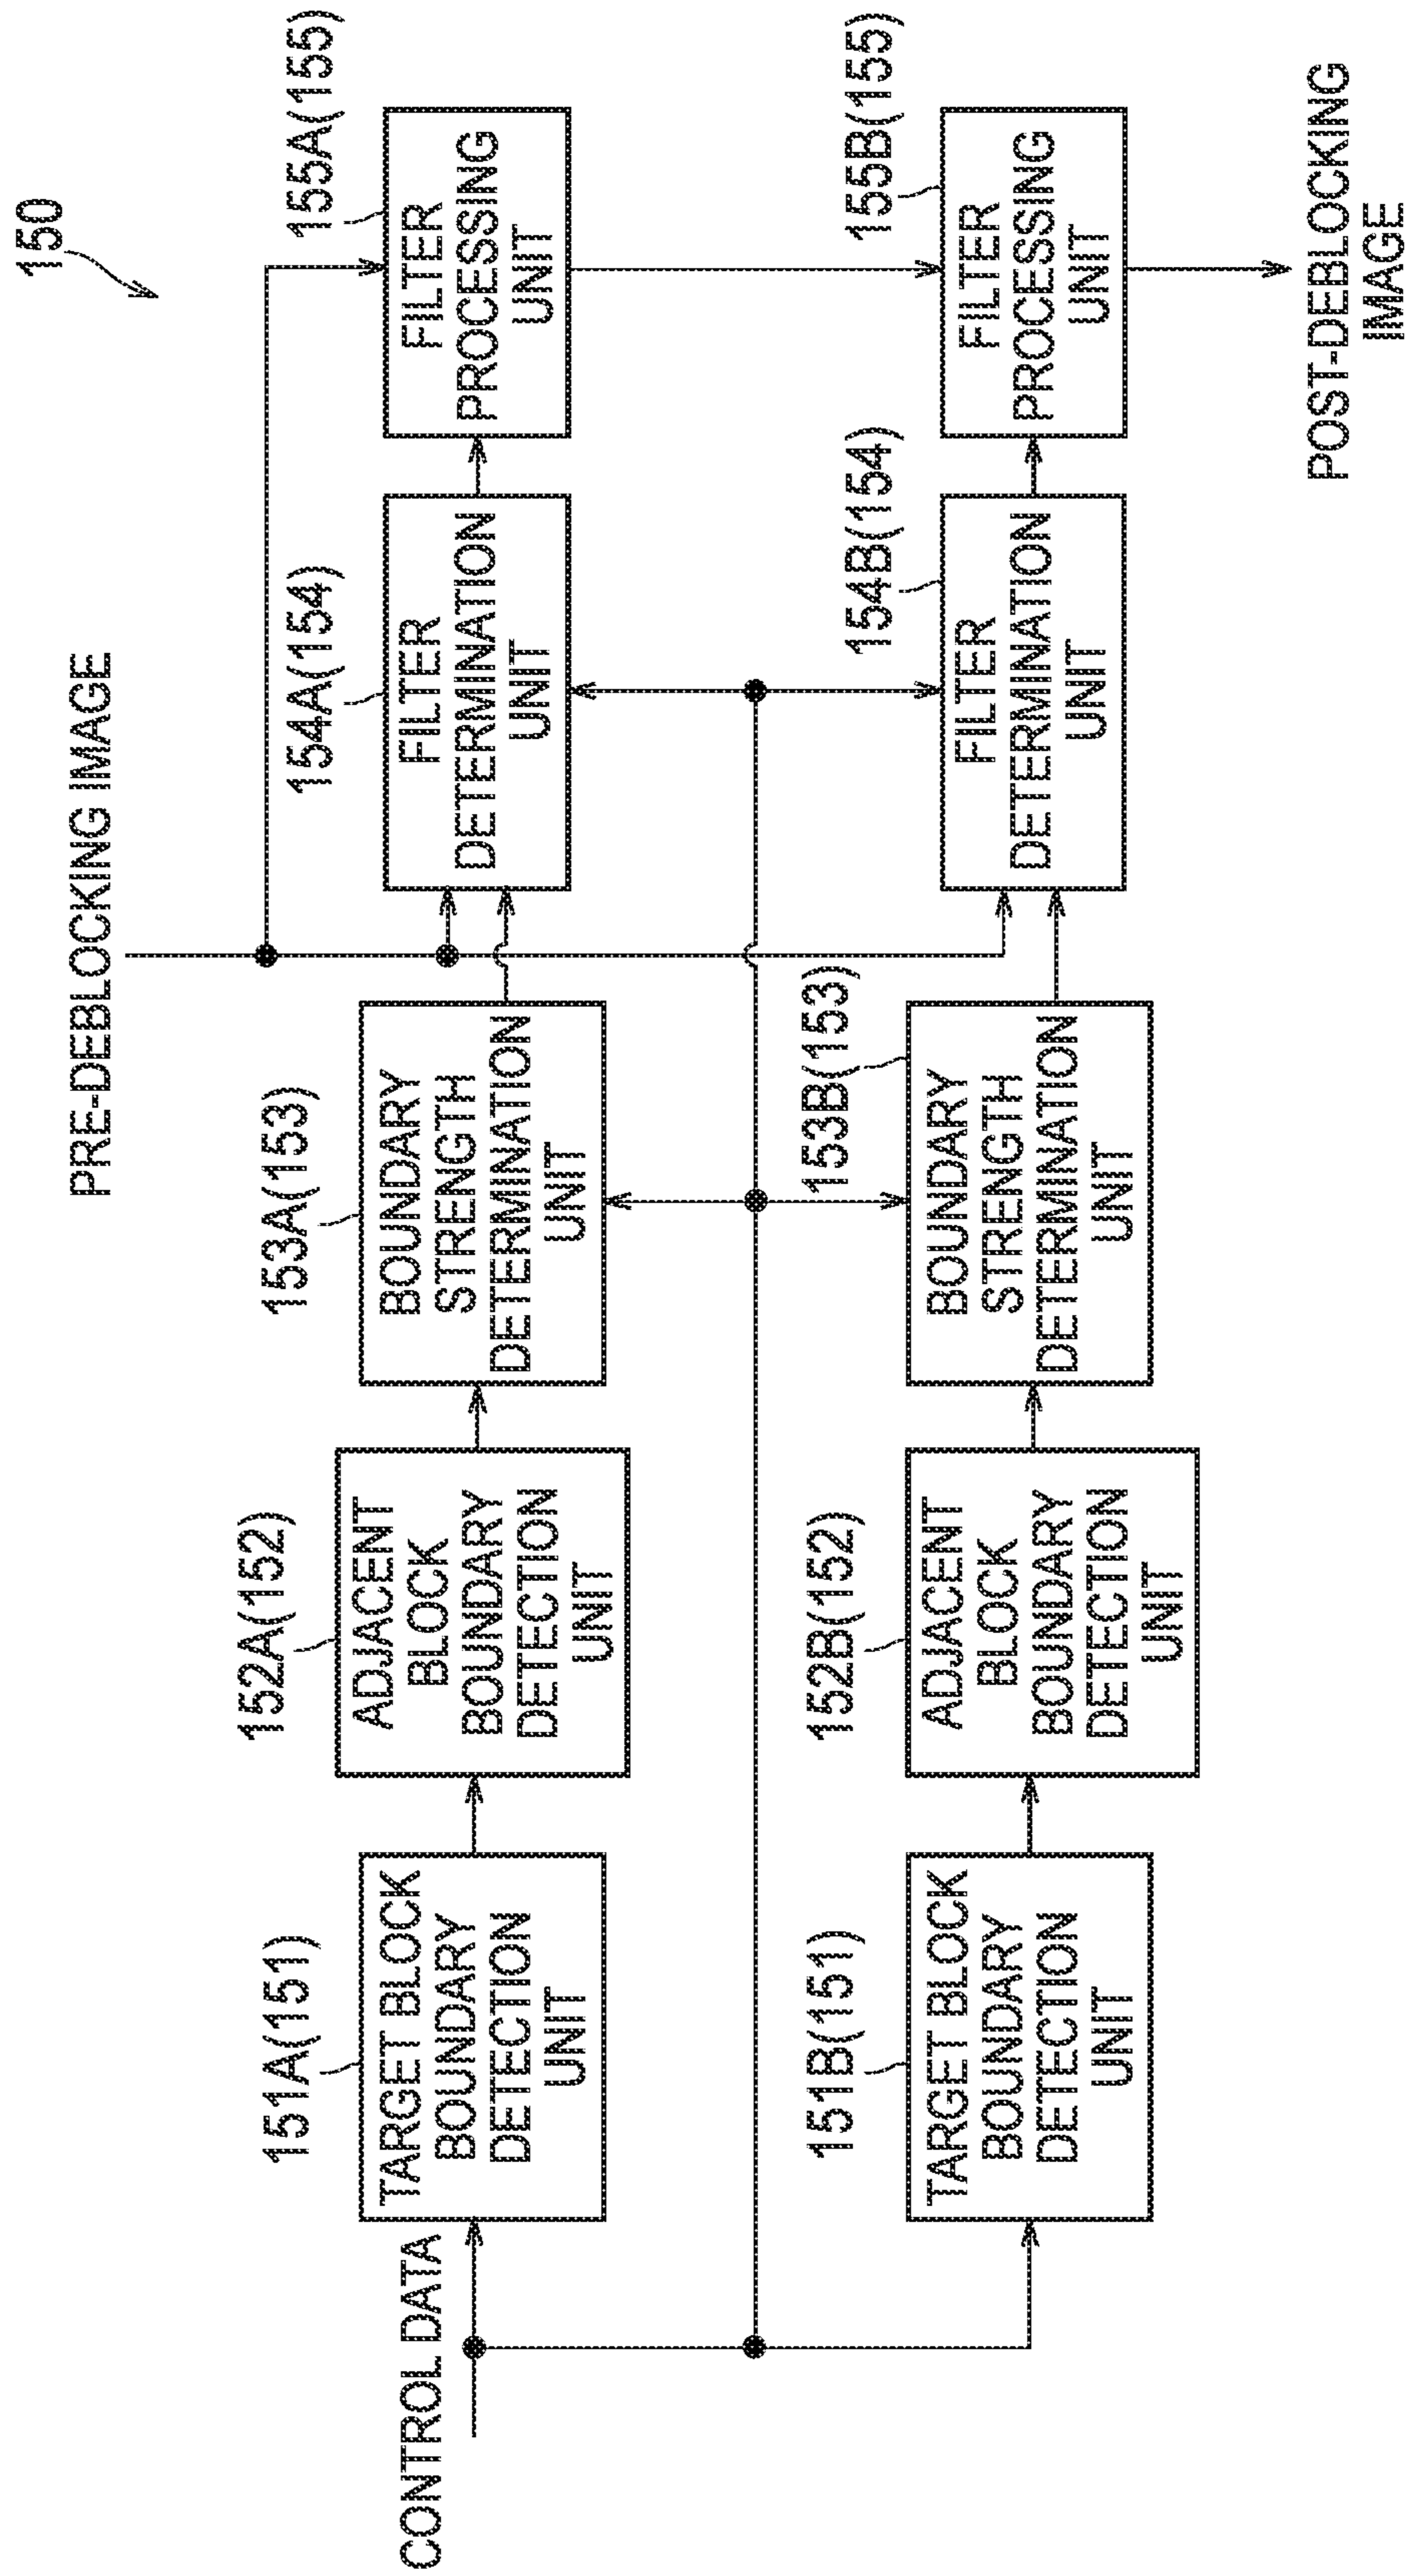 150
PRE-DEBLOCKING IMAGE
CONTROL DATA
151A(151)
TARGET BLOCK
BOUNDARY
DETECTION
UNIT
152A(152)
ADJACENT
BLOCK
BOUNDARY
DETECTION
UNIT
153A(153)
BOUNDARY
STRENGTH
DETERMINATION
UNIT
154A(154)
FILTER
DETERMINATION
UNIT
155A(155)
FILTER
PROCESSING
UNIT
151B(151)
TARGET BLOCK
BOUNDARY
DETECTION
UNIT
152B(152)
ADJACENT
BLOCK
BOUNDARY
DETECTION
UNIT
153B(153)
BOUNDARY
STRENGTH
DETERMINATION
UNIT
154B(154)
FILTER
DETERMINATION
UNIT
155B(155)
FILTER
PROCESSING
UNIT
POST-DEBLOCKING
IMAGE